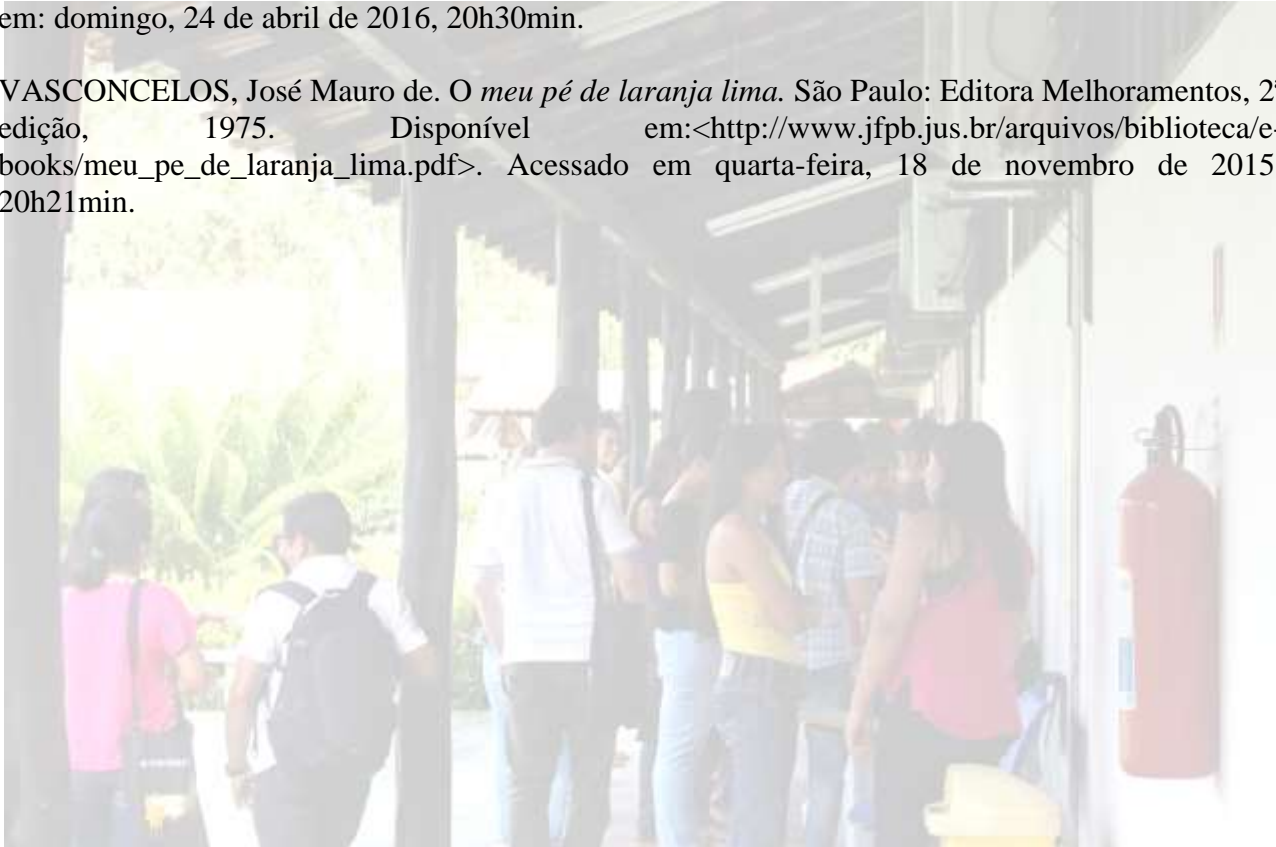 em: domingo, 24 de abril de 2016, 20h30min.
VASCONCELOS, José Mauro de. O meu pé de laranja lima. São Paulo: Editora Melhoramentos, 2ª
edição, 1975. Disponível em:<http://www.jfpb.jus.br/arquivos/biblioteca/e-
books/meu_pe_de_laranja_lima.pdf>. Acessado em quarta-feira, 18 de novembro de 2015
20h21min.